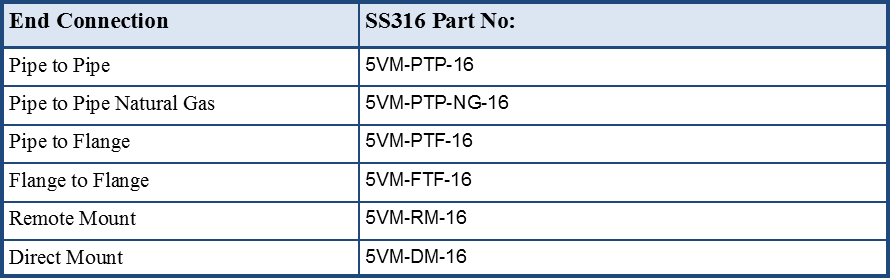 End Connection SS316 Part No:
Pipe to Pipe 5VM-PTP-16
Pipe to Pipe Natural Gas 5VM-PTP-NG-16
Pipe to Flange 5VM-PTF-16
Flange to Flange 5VM-FTF-16
Remote Mount 5VM-RM-16
Direct Mount 5VM-DM-16